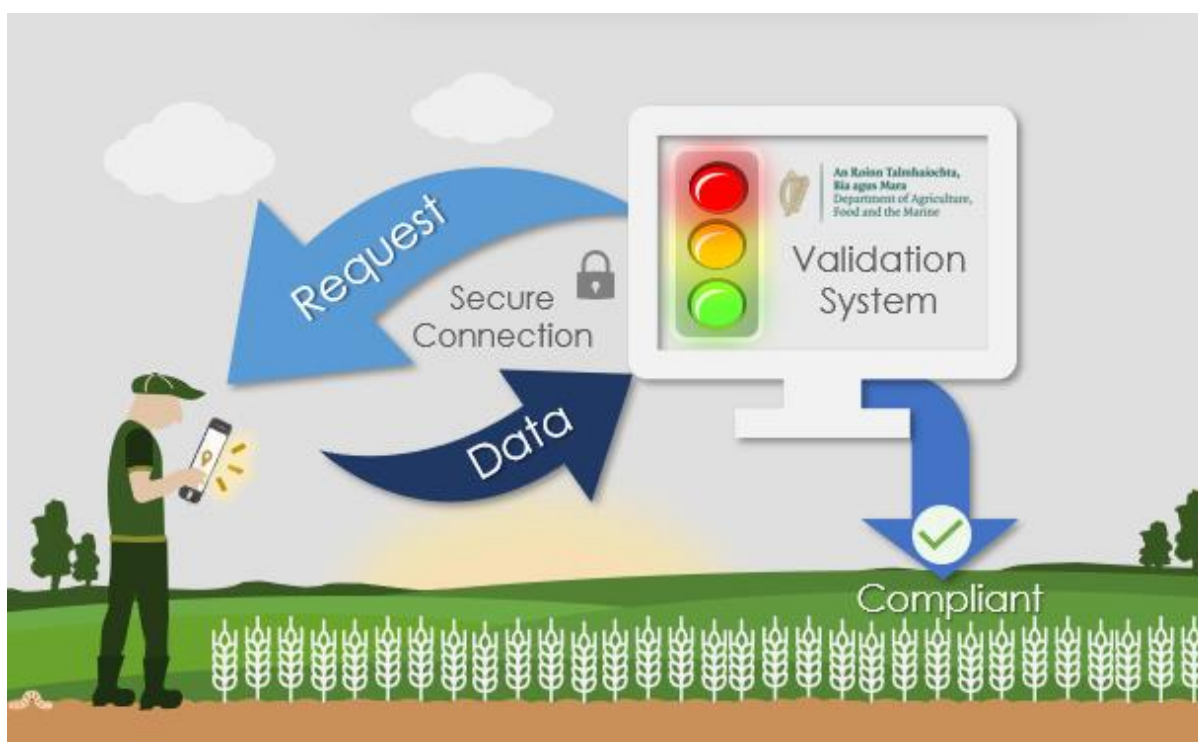 Request
Secure
Connection
Data
An Roinn Talmhaíochta,
Bia agus Mara
Department of Agriculture,
Food and the Marine
Validation
System
Compliant